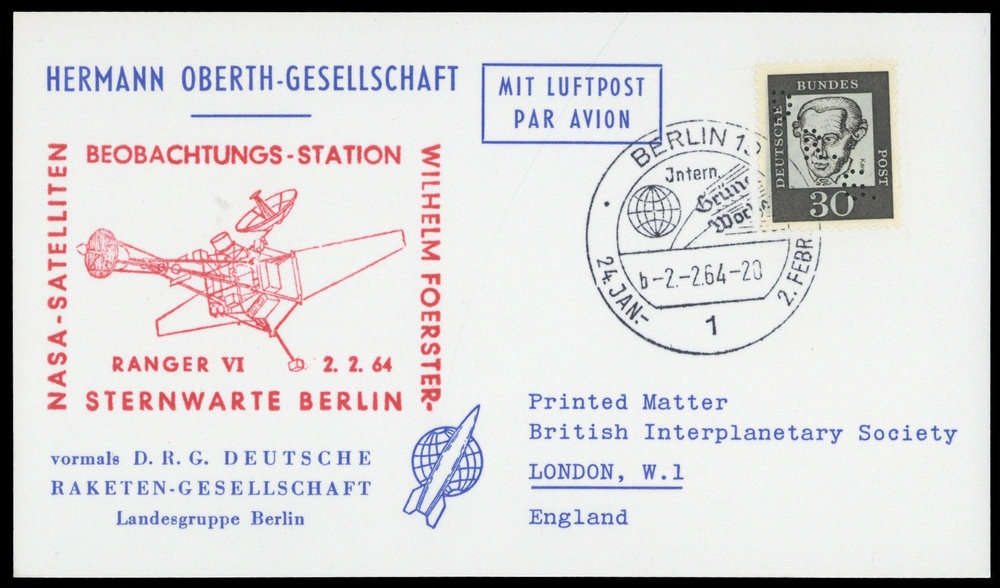 HERMANN OBERTH-GESELLSCHAFT
MIT LUFTPOST
PAR AVION
NASA-SATELLITEN
BEOBACHTUNGS-STATION
WILHELM FOERSTER-
RANGER VI 2. 2. 64
STERNWARTE BERLIN
vormals D. R. G. DEUTSCHE
RAKETEN-GESELLSCHAFT
Landesgruppe Berlin
BERLIN
Intern.
b-2.-2.64-20
24. JAN.-
2. FEBR
1
DEUTSCHE
BUNDES
POST
30
Printed Matter
British Interplanetary Society
LONDON, W.1
England